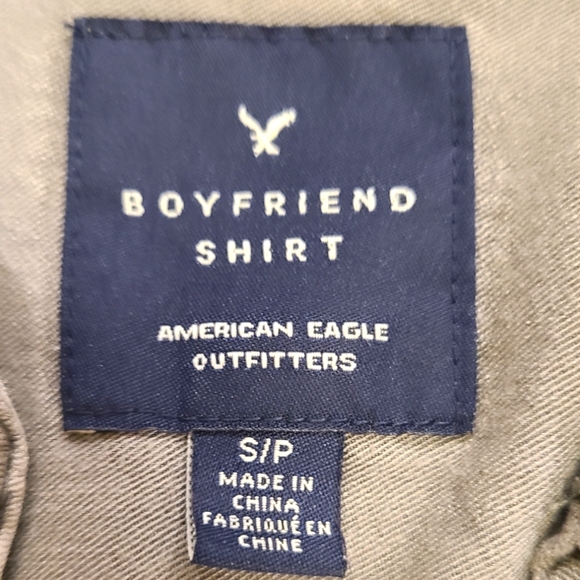 BOYFRIEND
SHIRT
AMERICAN EAGLE
OUTFITTERS
S/P
MADE IN
CHINA
FABRIQUÉ EN
CHINE